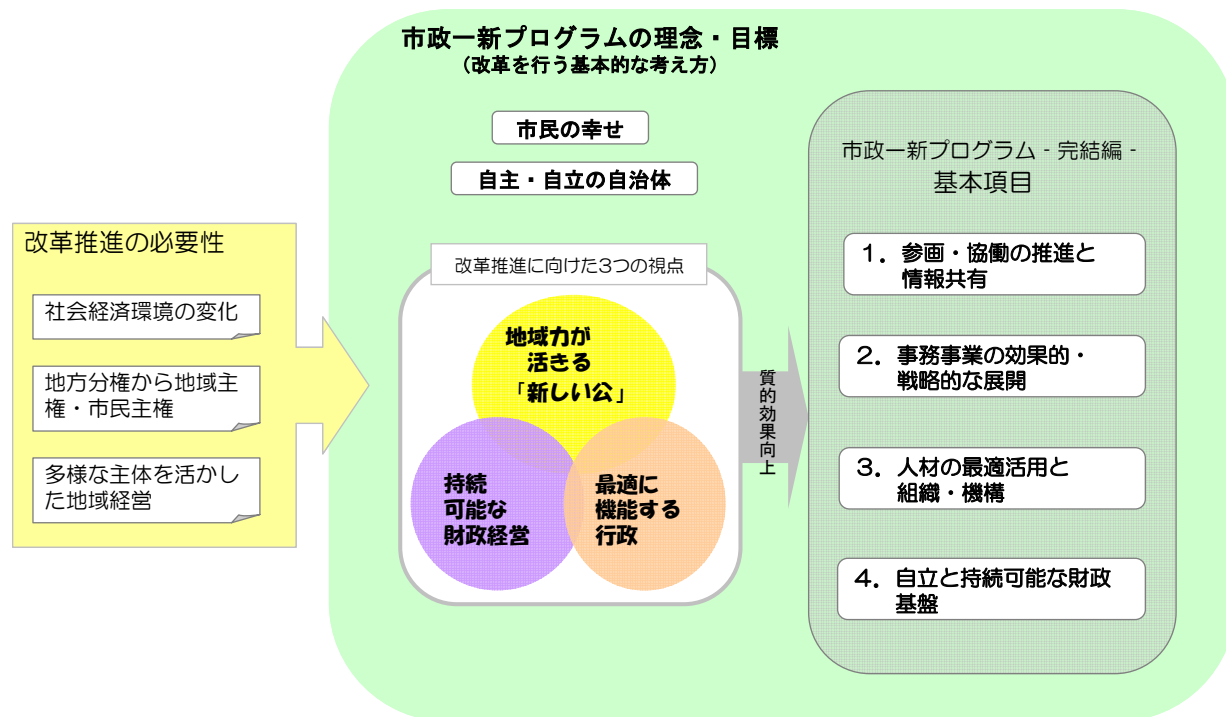 市政一新プログラムの理念・目標
(改革を行う基本的な考え方)
市民の幸せ
自主・自立の自治体
改革推進の必要性
社会経済環境の変化
地方分権から地域主
権・市民主権
多様な主体を活かし
た地域経営
改革推進に向けた3つの視点
地域力が
活きる
「新しい公」
持続
可能な
財政経営
最適に
機能する
行政
質的効果向上
市政一新プログラム - 完結編 -
基本項目
1．参画・協働の推進と
情報共有
2．事務事業の効果的・
戦略的な展開
3．人材の最適活用と
組織・機構
4．自立と持続可能な財政
基盤